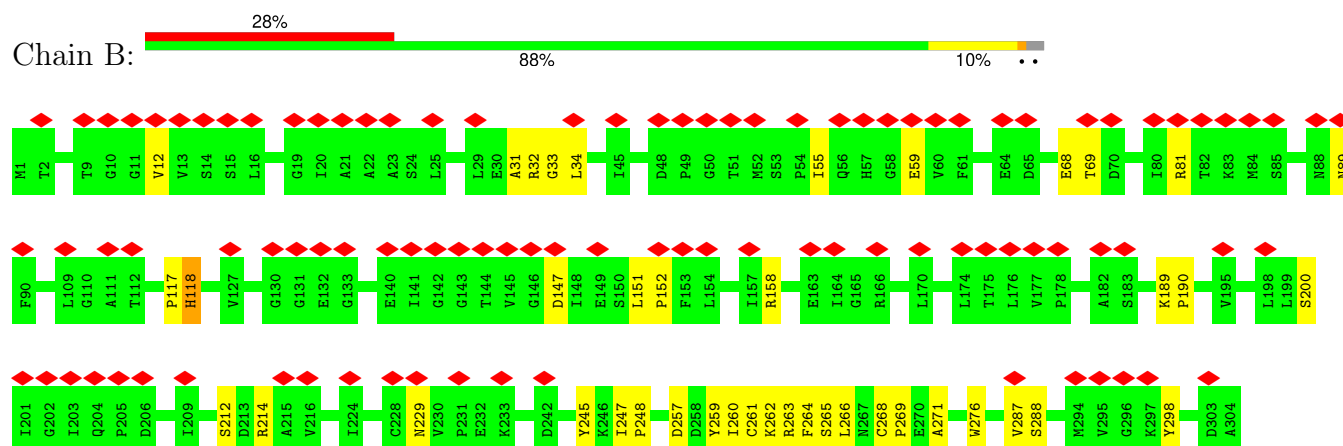 28%
Chain B:
88% 10% • •
M1 T2 T9 G10 G11 V12 V13 S14 S15 L16 G19 I20 A21 A22 A23 S24 L25 L29 E30 A31 R32 G33 L34 I45 D48 P49 G50 T51 M52 S53 P54 I55 Q56 H57 G58 E59 V60 F61 E64 D65 E68 T69 D70 I80 R81 T82 K83 M84 S85 N88 N89
F90 L109 G110 A111 T112 P117 H118 V127 G130 G131 E132 G133 E140 I141 G142 G143 T144 V145 G146 D147 I148 E149 S150 L151 P152 F153 L154 I157 R158 E163 I164 G165 R166 L170 L174 T175 L176 V177 P178 A182 S183 K189 P190 V195 L198 L199 S200
I201 G202 I203 Q204 P205 D206 I209 S212 D213 R214 A215 V216 I224 C228 N229 V230 P231 E232 K233 D242 Y245 K246 I247 P248 D257 D258 Y259 I260 C261 K262 R263 F264 S265 L266 N267 C268 P269 E270 A271 W276 V287 S288 M294 V295 G296 K297 Y298 D303 A304